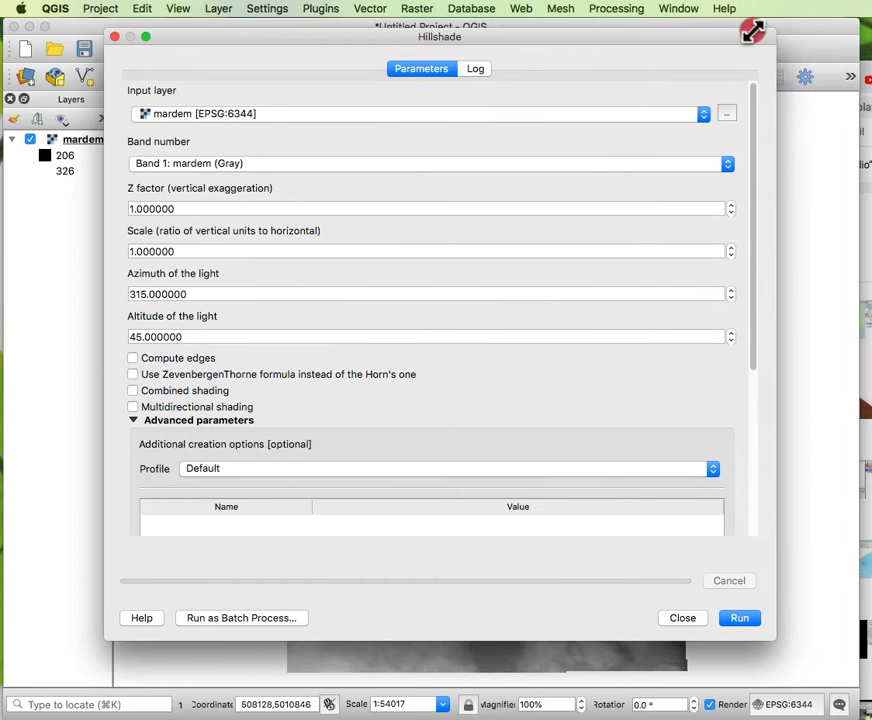 QGIS Project Edit View Layer Settings Plugins Vector Raster Database Web Mesh Processing Window Help
*Untitled Project - QGIS
Hillshade
Parameters Log
Input layer
mardem [EPSG:6344]
...
Band number
Band 1: mardem (Gray)
Z factor (vertical exaggeration)
1.000000
Scale (ratio of vertical units to horizontal)
1.000000
Azimuth of the light
315.000000
Altitude of the light
45.000000
Compute edges
Use ZevenbergenThorne formula instead of the Horn's one
Combined shading
Multidirectional shading
Advanced parameters
Additional creation options [optional]
Profile Default
Name Value
Cancel
Help Run as Batch Process... Close Run
Layers
mardem
206
326
Type to locate (⌘K) 1 Coordinate 508128,5010846 Scale 1:54017 Magnifier 100% Rotation 0.0 ° Render EPSG:6344